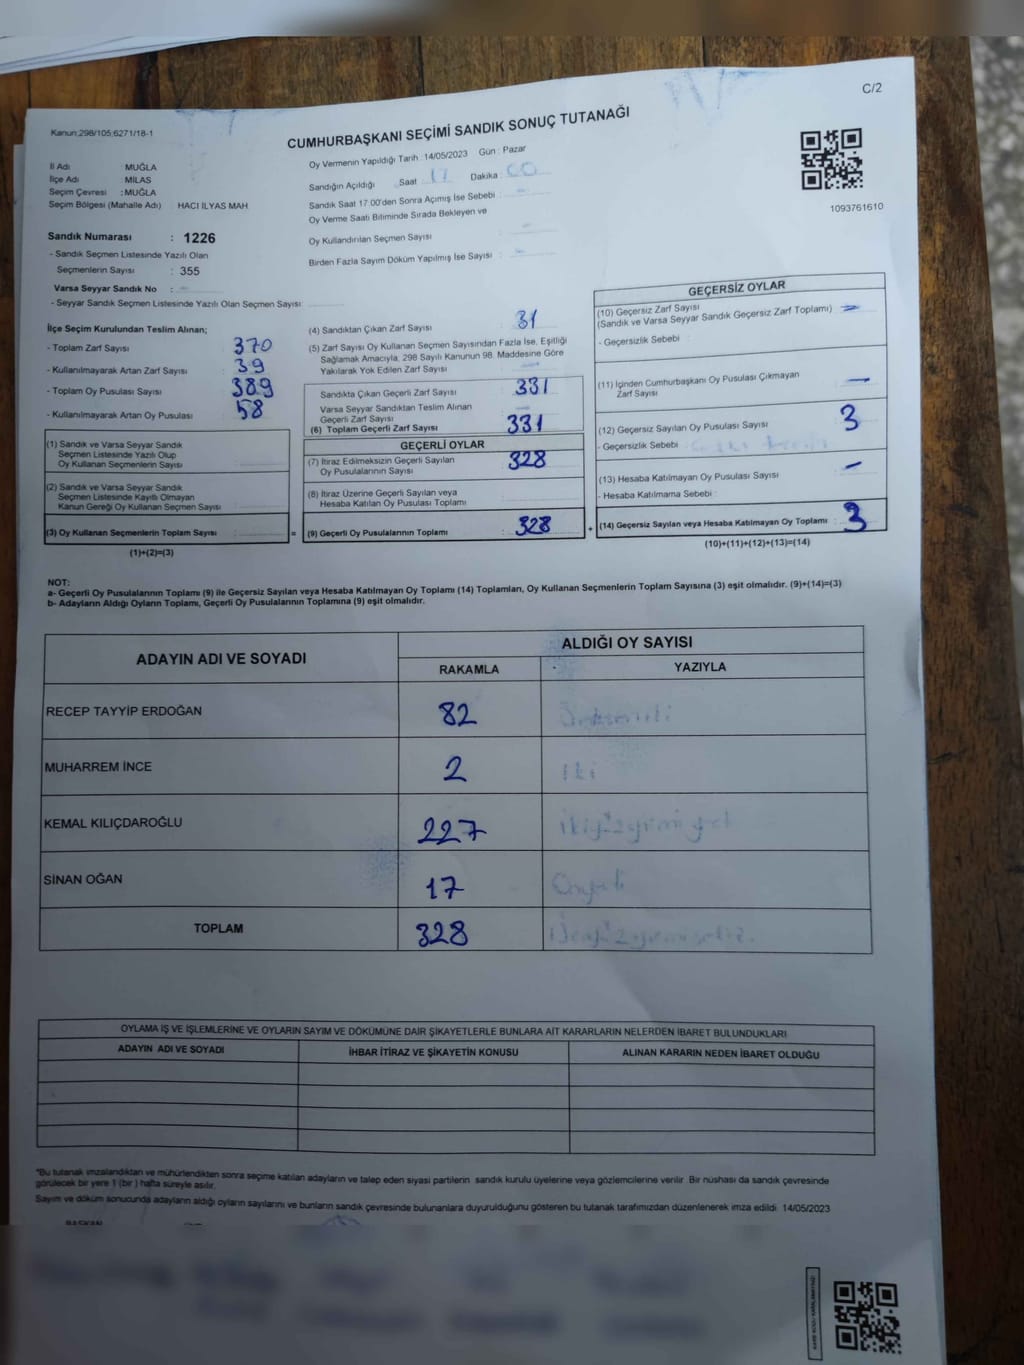 C/2
Kanun:298/105;6271/18-1
CUMHURBAŞKANI SEÇİMİ SANDIK SONUÇ TUTANAĞI
İl Adı : MUĞLA
İlçe Adı : MİLAS
Seçim Çevresi : MUĞLA
Seçim Bölgesi (Mahalle Adı) : HACI İLYAS MAH.
Oy Vermenin Yapıldığı Tarih : 14/05/2023 Gün : Pazar
Sandığın Açıldığı Saat 17 Dakika 00
Sandık Saat 17.00'den Sonra Açımış İse Sebebi :
Oy Verme Saati Bitiminde Sırada Bekleyen ve
Oy Kullandırılan Seçmen Sayısı :
Birden Fazla Sayım Döküm Yapılmış İse Sayısı :
1093761610
Sandık Numarası : 1226
- Sandık Seçmen Listesinde Yazılı Olan
Seçmenlerin Sayısı : 355
Varsa Seyyar Sandık No :
- Seyyar Sandık Listesinde Yazılı Olan Seçmen Sayısı:
İlçe Seçim Kurulundan Teslim Alınan;
- Toplam Zarf Sayısı : 370
- Kullanılmayarak Artan Zarf Sayısı : 39
- Toplam Oy Pusulası Sayısı : 389
- Kullanılmayarak Artan Oy Pusulası : 58
(1) Sandık ve Varsa Seyyar Sandık
Seçmen Listesinde Yazılı Olup
Oy Kullanan Seçmenlerin Sayısı :
(2) Sandık ve Varsa Seyyar Sandık
Seçmen Listesinde Kayıtlı Olmayan
Kanun Gereği Oy Kullanan Seçmen Sayısı :
(3) Oy Kullanan Seçmenlerin Toplam Sayısı :
(1)+(2)=(3)
(4) Sandıktan Çıkan Zarf Sayısı : 31
(5) Zarf Sayısı Oy Kullanan Seçmen Sayısından Fazla İse, Eşitliği
Sağlamak Amacıyla, 298 Sayılı Kanunun 98. Maddesine Göre
Yakılarak Yok Edilen Zarf Sayısı :
Sandıkta Çıkan Geçerli Zarf Sayısı : 331
Varsa Seyyar Sandıktan Teslim Alınan
Geçerli Zarf Sayısı :
(6) Toplam Geçerli Zarf Sayısı : 331
GEÇERLİ OYLAR
(7) İtiraz Edilmeksizin Geçerli Sayılan
Oy Pusulalarının Sayısı : 328
(8) İtiraz Üzerine Geçerli Sayılan veya
Hesaba Katılan Oy Pusulası Toplamı :
= (9) Geçerli Oy Pusulalarının Toplamı : 328 +
GEÇERSİZ OYLAR
(10) Geçersiz Zarf Sayısı
(Sandık ve Varsa Seyyar Sandık Geçersiz Zarf Toplamı) :
- Geçersizlik Sebebi :
(11) İçinden Cumhurbaşkanı Oy Pusulası Çıkmayan
Zarf Sayısı :
(12) Geçersiz Sayılan Oy Pusulası Sayısı : 3
- Geçersizlik Sebebi :
(13) Hesaba Katılmayan Oy Pusulası Sayısı :
- Hesaba Katılmama Sebebi :
(14) Geçersiz Sayılan veya Hesaba Katılmayan Oy Toplamı : 3
(10)+(11)+(12)+(13)=(14)
NOT:
a- Geçerli Oy Pusulalarının Toplamı (9) ile Geçersiz Sayılan veya Hesaba Katılmayan Oy Toplamı (14) Toplamları, Oy Kullanan Seçmenlerin Toplam Sayısına (3) eşit olmalıdır. (9)+(14)=(3)
b- Adayların Aldığı Oyların Toplamı, Geçerli Oy Pusulalarının Toplamına (9) eşit olmalıdır.
ADAYIN ADI VE SOYADI
ALDIĞI OY SAYISI
RAKAMLA YAZIYLA
RECEP TAYYİP ERDOĞAN 82 Seksen iki
MUHARREM İNCE 2 İki
KEMAL KILIÇDAROĞLU 227 İkiyüzyirmi yedi
SİNAN OĞAN 17 Onyedi
TOPLAM 328 Üçyüzyirmisekiz
OYLAMA İŞ VE İŞLEMLERİNE VE OYLARIN SAYIM VE DÖKÜMÜNE DAİR ŞİKAYETLERLE BUNLARA AİT KARARLARIN NELERDEN İBARET BULUNDUKLARI
ADAYIN ADI VE SOYADI İHBAR İTİRAZ VE ŞİKAYETİN KONUSU ALINAN KARARIN NEDEN İBARET OLDUĞU
*Bu tutanak imzalandıktan ve mühürlendikten sonra seçime katılan adayların ve talep eden siyasi partilerin sandık kurulu üyelerine veya gözlemcilerine verilir. Bir nüshası da sandık çevresinde
görülecek bir yere 1 (bir) hafta süreyle asılır.
Sayım ve döküm sonucunda adayların aldığı oyların sayılarını ve bunların sandık çevresinde bulunanlara duyurulduğunu gösteren bu tutanak tarafımızdan düzenlenerek imza edildi. 14/05/2023
BAŞKAN